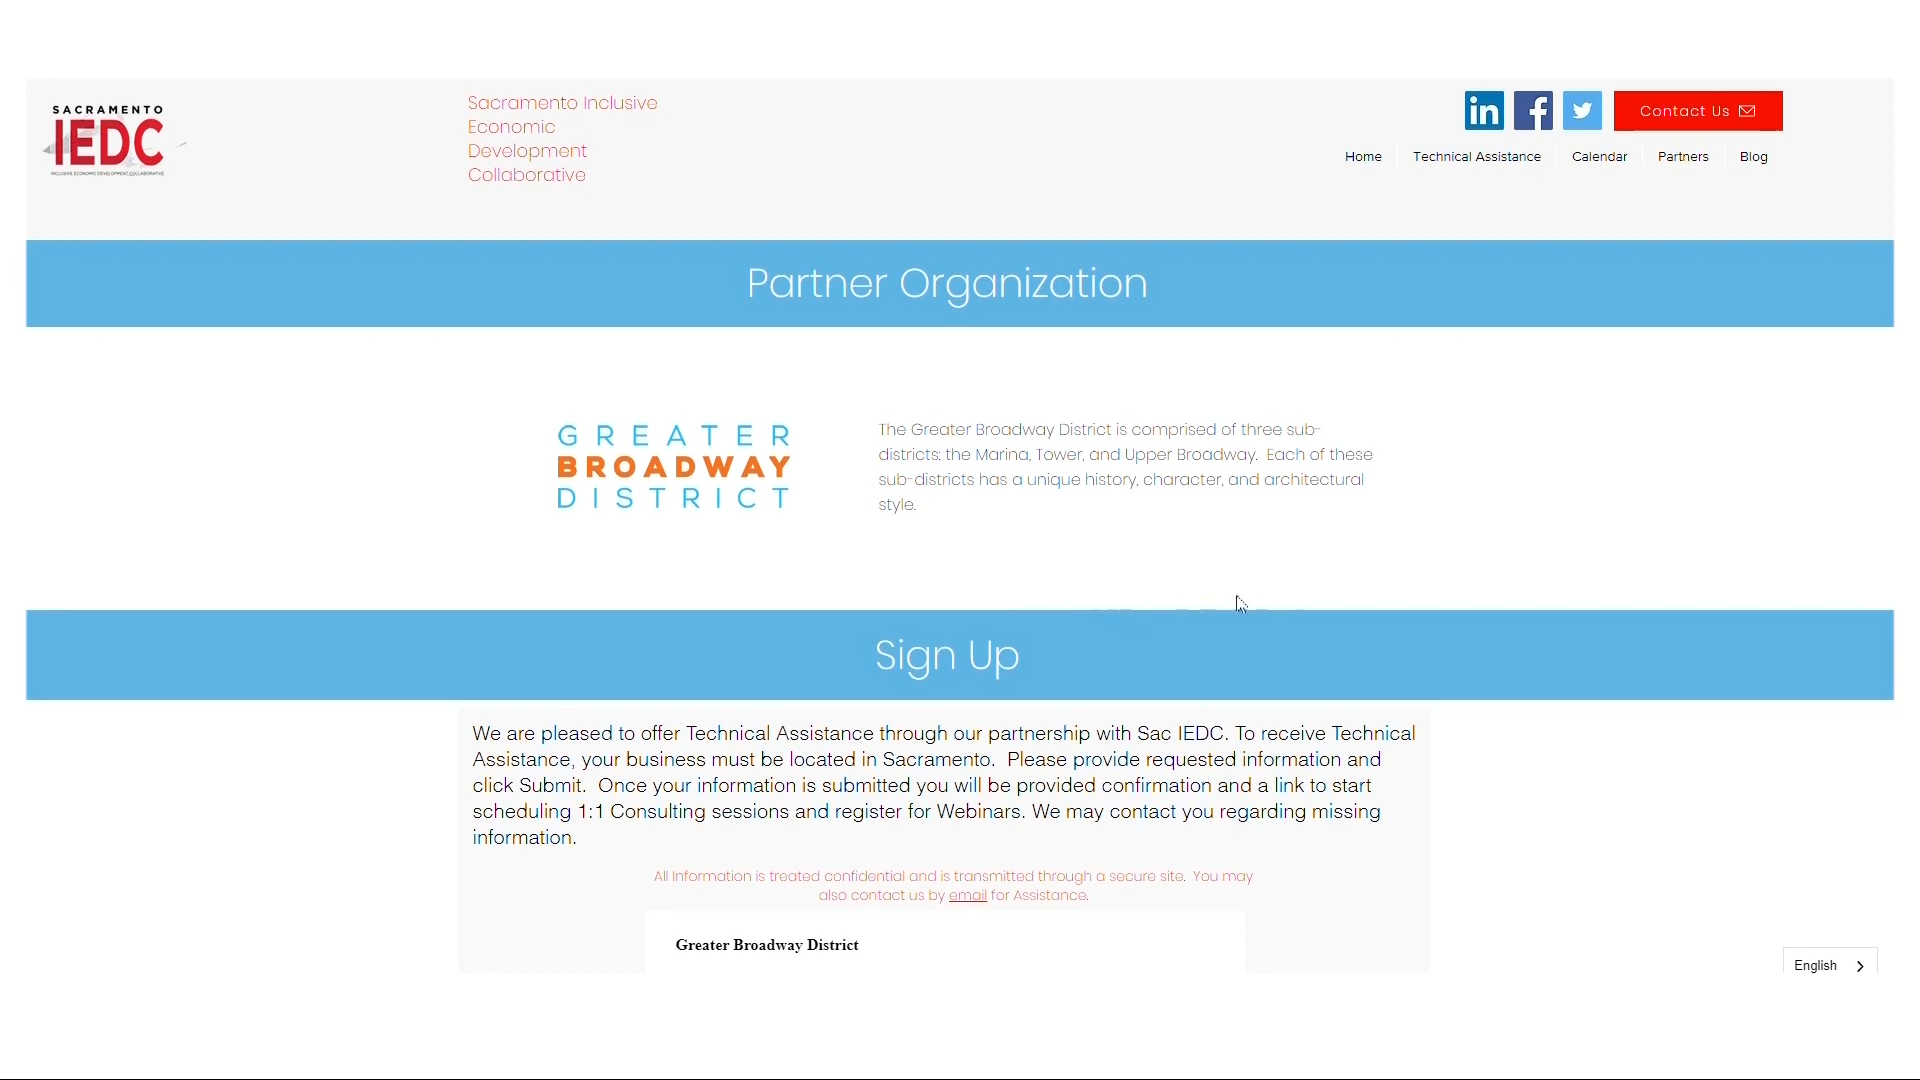 SACRAMENTO
IEDC
INCLUSIVE ECONOMIC DEVELOPMENT COLLABORATIVE
Sacramento Inclusive
Economic
Development
Collaborative
in f Contact Us
Home Technical Assistance Calendar Partners Blog
Partner Organization
GREATER
BROADWAY
DISTRICT
The Greater Broadway District is comprised of three sub-
districts: the Marina, Tower, and Upper Broadway. Each of these
sub-districts has a unique history, character, and architectural
style.
Sign Up
We are pleased to offer Technical Assistance through our partnership with Sac IEDC. To receive Technical
Assistance, your business must be located in Sacramento. Please provide requested information and
click Submit. Once your information is submitted you will be provided confirmation and a link to start
scheduling 1:1 Consulting sessions and register for Webinars. We may contact you regarding missing
information.
All Information is treated confidential and is transmitted through a secure site. You may
also contact us by email for Assistance.
Greater Broadway District
English